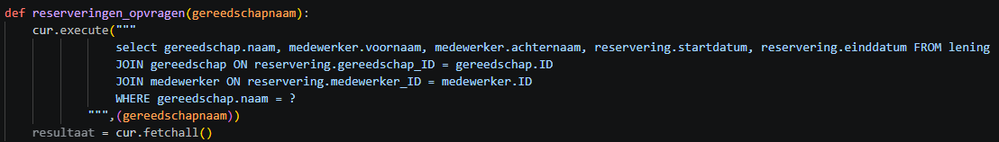 def reserveringen_opvragen(gereedschapnaam):
cur.execute("""
select gereedschap.naam, medewerker.voornaam, medewerker.achternaam, reservering.startdatum, reservering.einddatum FROM lening
JOIN gereedschap ON reservering.gereedschap_ID = gereedschap.ID
JOIN medewerker ON reservering.medewerker_ID = medewerker.ID
WHERE gereedschap.naam = ?
""",(gereedschapnaam))
resultaat = cur.fetchall()